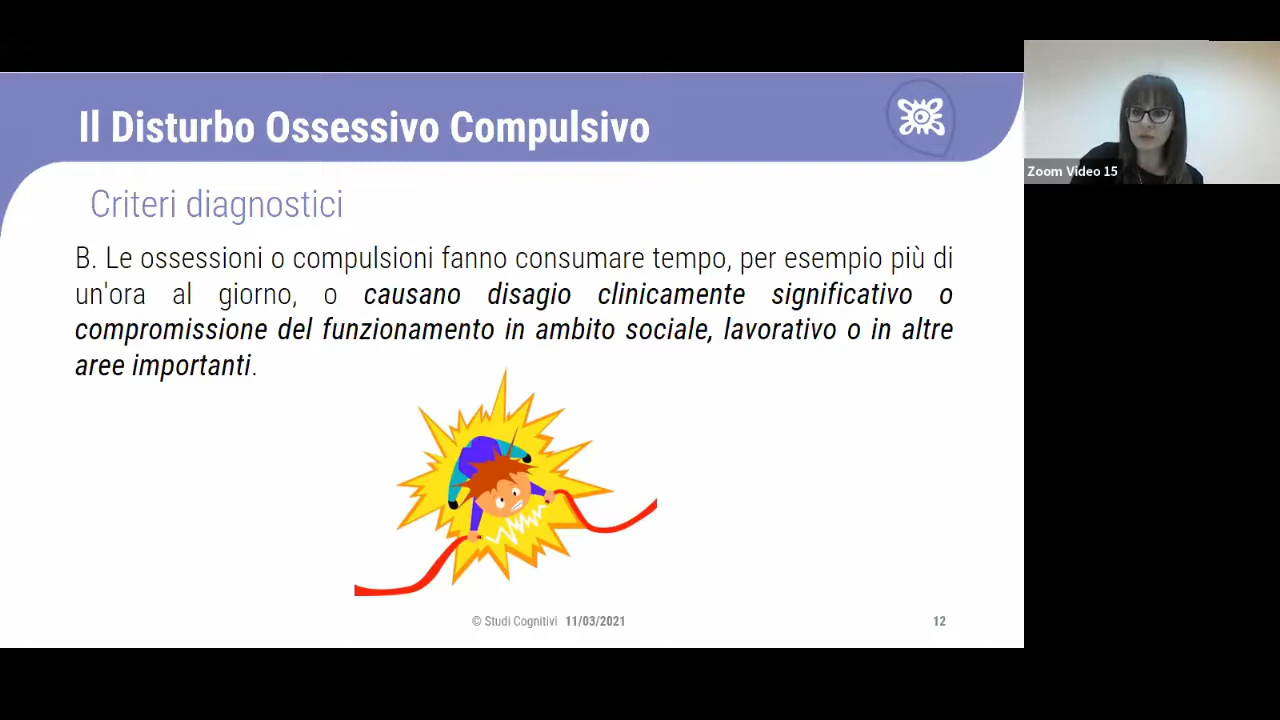 Il Disturbo Ossessivo Compulsivo
Zoom Video 15
Criteri diagnostici
B. Le ossessioni o compulsioni fanno consumare tempo, per esempio più di
un'ora al giorno, o causano disagio clinicamente significativo o
compromissione del funzionamento in ambito sociale, lavorativo o in altre
aree importanti.
© Studi Cognitivi 11/03/2021
12